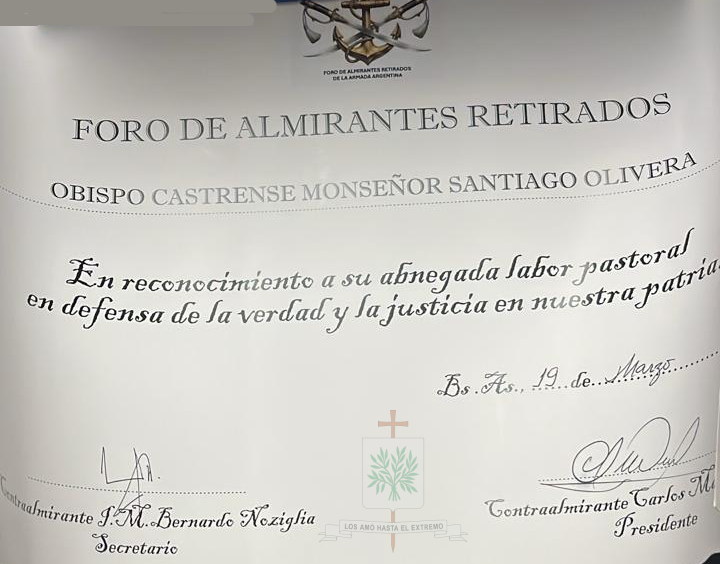 FORO DE ALMIRANTES RETIRADOS
DE LA ARMADA ARGENTINA
FORO DE ALMIRANTES RETIRADOS
OBISPO CASTRENSE MONSEÑOR SANTIAGO OLIVERA
En reconocimiento a su abnegada labor pastoral
en defensa de la verdad y la justicia en nuestra patria
Bs. As., 19 de Marzo
Contraalmirante J.M. Bernardo Noziglia
Secretario
LOS AMÓ HASTA EL EXTREMO
Contraalmirante Carlos M.
Presidente